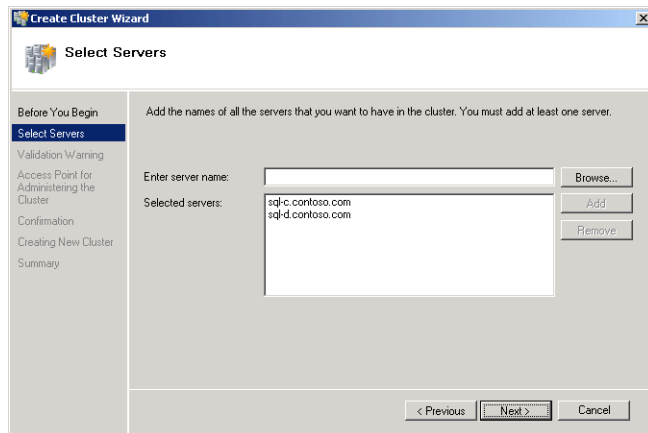 Create Cluster Wizard
Select Servers
Before You Begin
Select Servers
Validation Warning
Access Point for
Administering the
Cluster
Confirmation
Creating New Cluster
Summary
Add the names of all the servers that you want to have in the cluster. You must add at least one server.
Enter server name:
Browse...
Selected servers:
sql-c.contoso.com
sql-d.contoso.com
Add
Remove
< Previous
Next >
Cancel